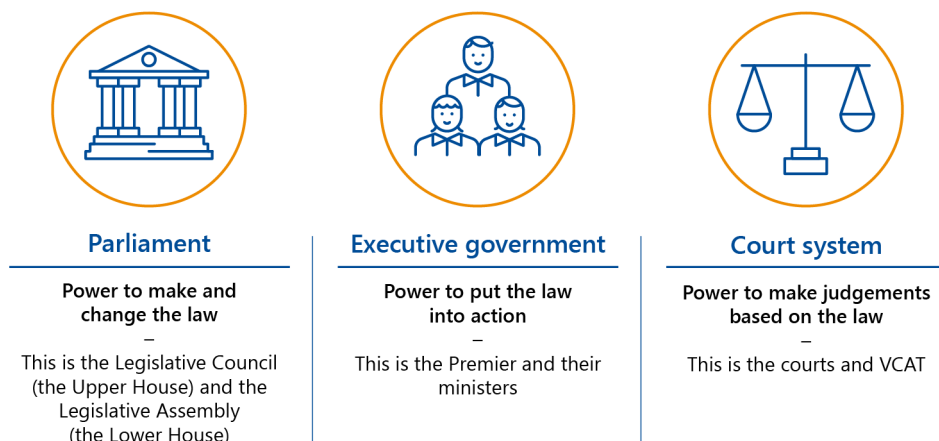 Parliament
Power to make and
change the law
–
This is the Legislative Council
(the Upper House) and the
Legislative Assembly
(the Lower House)
Executive government
Power to put the law
into action
–
This is the Premier and their
ministers
Court system
Power to make judgements
based on the law
–
This is the courts and VCAT